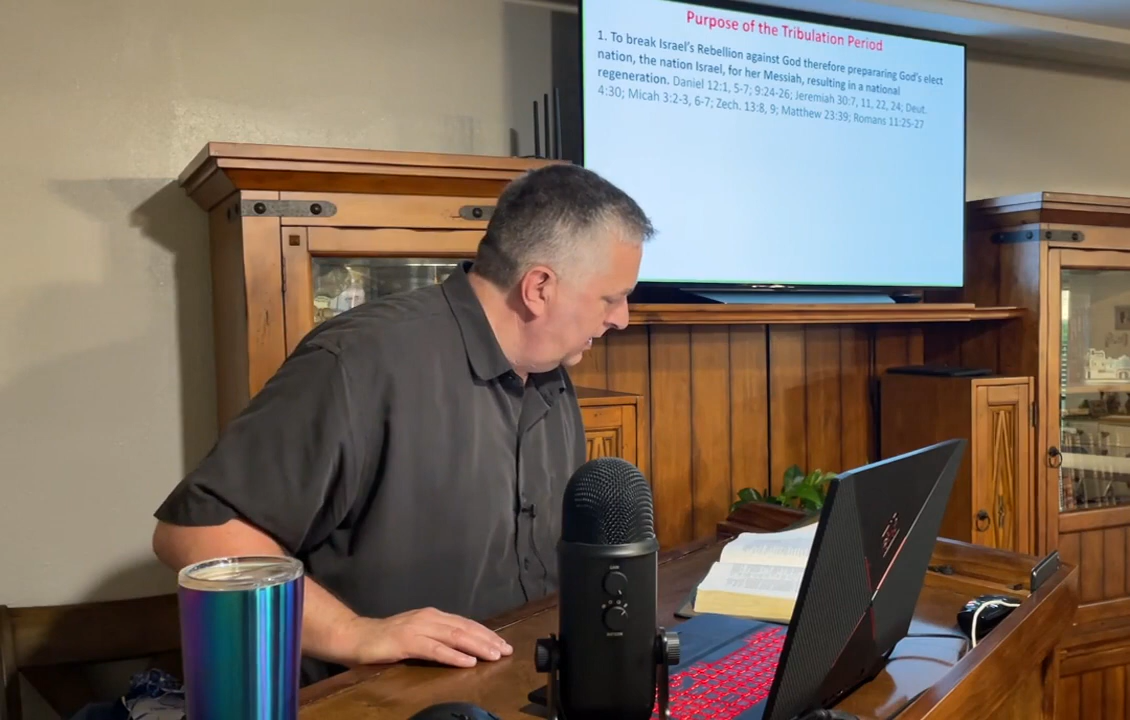 Purpose of the Tribulation Period
1. To break Israel's Rebellion against God therefore prepararing God's elect
nation, the nation Israel, for her Messiah, resulting in a national
regeneration. Daniel 12:1, 5-7; 9:24-26; Jeremiah 30:7, 11, 22, 24; Deut.
4:30; Micah 3:2-3, 6-7; Zech. 13:8, 9; Matthew 23:39; Romans 11:25-27